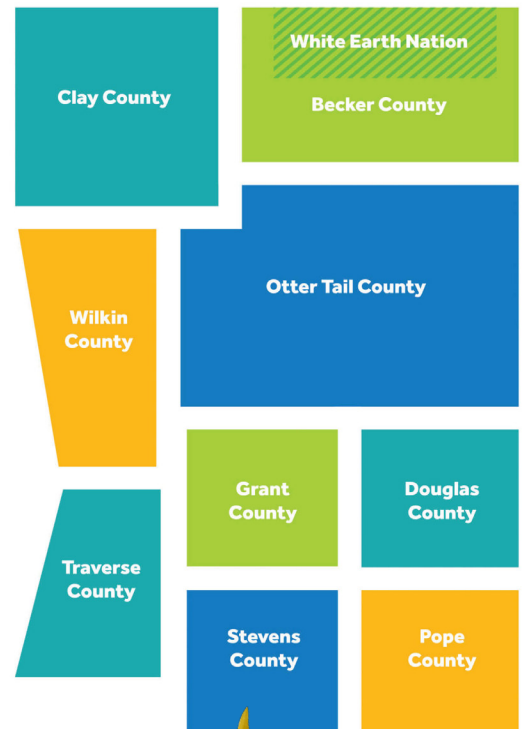 White Earth Nation
Clay County
Becker County
Otter Tail County
Wilkin
County
Grant
County
Douglas
County
Traverse
County
Stevens
County
Pope
County